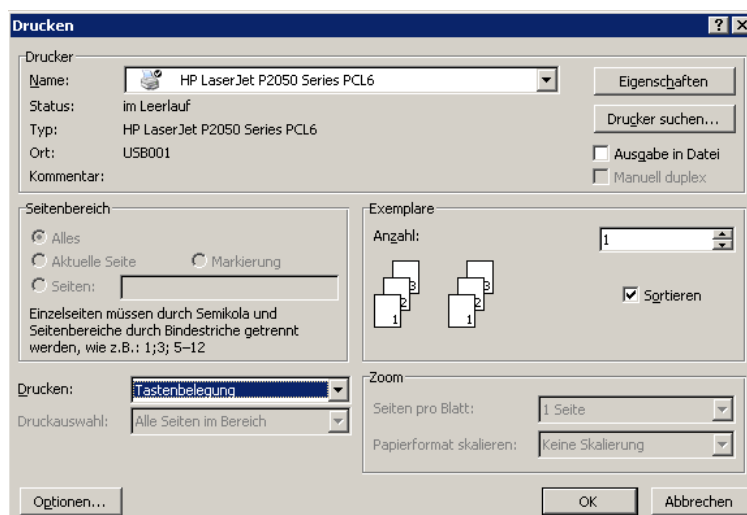 Drucken
Drucker
Name: HP LaserJet P2050 Series PCL6 Eigenschaften
Status: im Leerlauf
Typ: HP LaserJet P2050 Series PCL6 Drucker suchen...
Ort: USB001 Ausgabe in Datei
Kommentar: Manuell duplex
Seitenbereich
Alles
Aktuelle Seite Markierung
Seiten:
Einzelseiten müssen durch Semikola und
Seitenbereiche durch Bindestriche getrennt
werden, wie z.B.: 1;3; 5–12
Exemplare
Anzahl: 1
3 3
2 2
1 1
Sortieren
Drucken: Tastenbelegung
Druckauswahl: Alle Seiten im Bereich
Zoom
Seiten pro Blatt: 1 Seite
Papierformat skalieren: Keine Skalierung
Optionen... OK Abbrechen